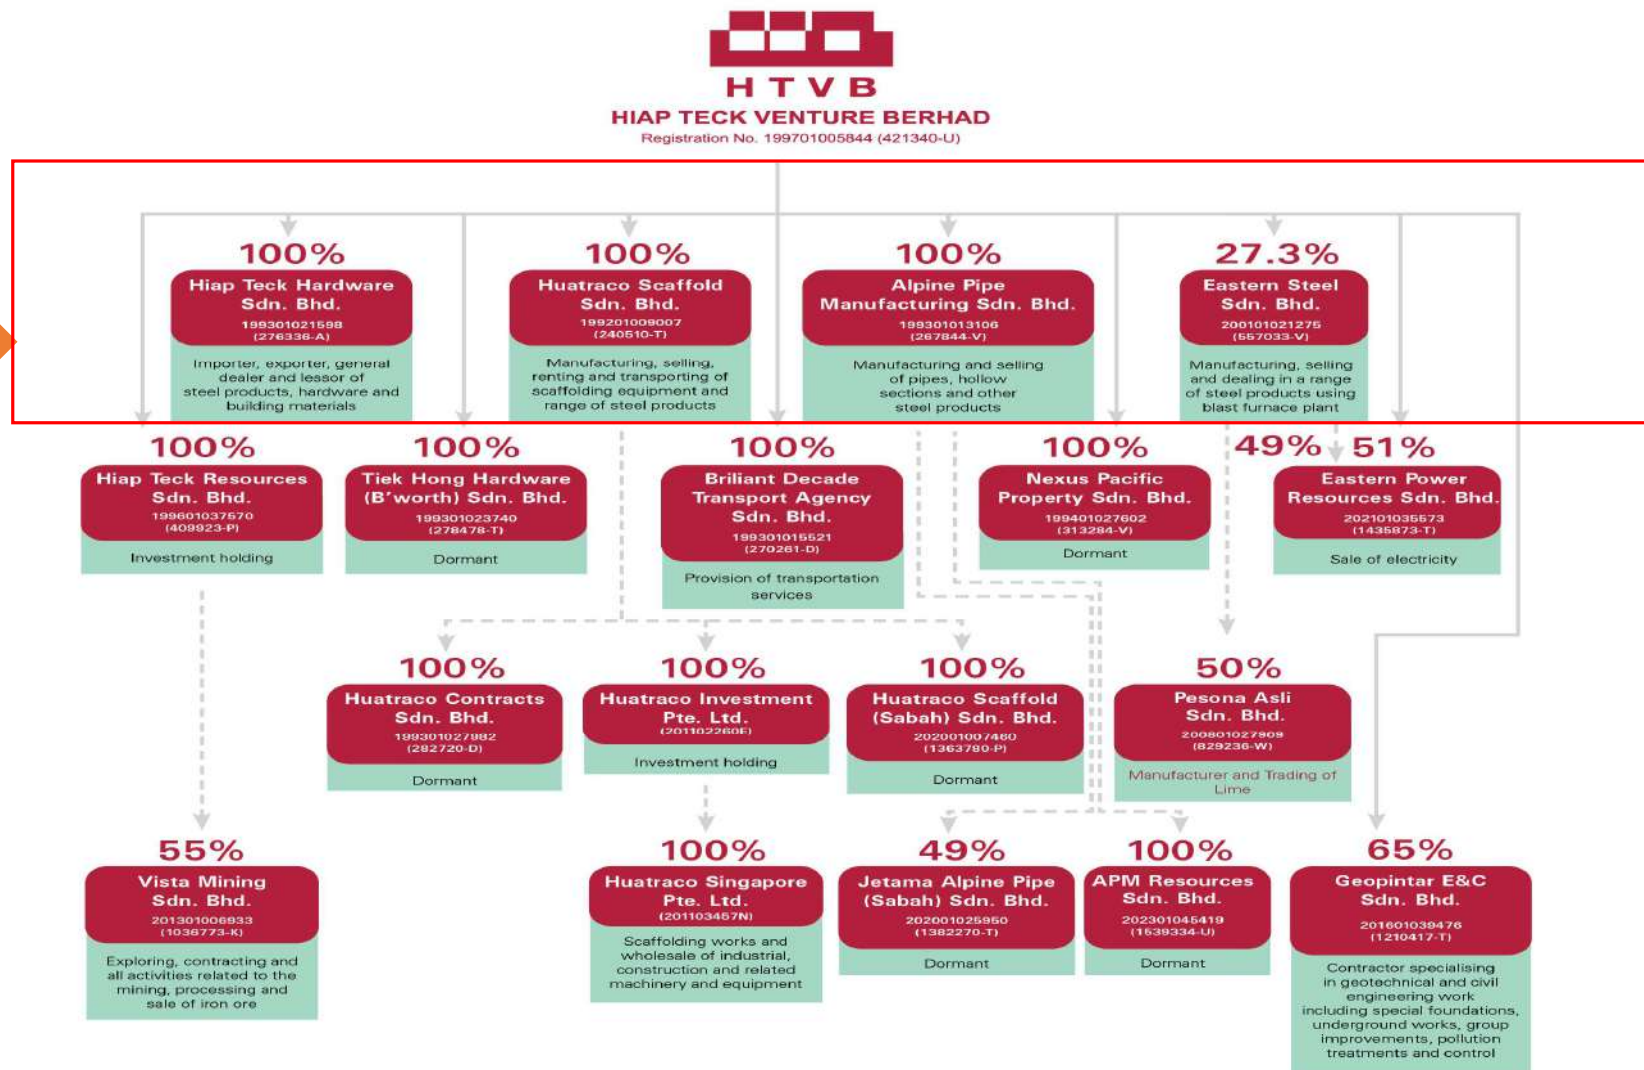 HTVB
HIAP TECK VENTURE BERHAD
Registration No. 199701005844 (421340-U)
100%
Hiap Teck Hardware
Sdn. Bhd.
199301021598
(276336-A)
Importer, exporter, general
dealer and lessor of
steel products, hardware and
building materials
100%
Huatraco Scaffold
Sdn. Bhd.
199201009007
(240510-T)
Manufacturing, selling,
renting and transporting of
scaffolding equipment and
range of steel products
100%
Alpine Pipe
Manufacturing Sdn. Bhd.
199301013106
(267844-V)
Manufacturing and selling
of pipes, hollow
sections and other
steel products
27.3%
Eastern Steel
Sdn. Bhd.
200101021275
(557033-V)
Manufacturing, selling
and dealing in a range
of steel products using
blast furnace plant
100%
Hiap Teck Resources
Sdn. Bhd.
199601037570
(409923-P)
Investment holding
100%
Tiek Hong Hardware
(B'worth) Sdn. Bhd.
199301023740
(278478-T)
Dormant
100%
Briliant Decade
Transport Agency
Sdn. Bhd.
199301015521
(270261-D)
Provision of transportation
services
100%
Nexus Pacific
Property Sdn. Bhd.
199401027602
(313284-V)
Dormant
49% 51%
Eastern Power
Resources Sdn. Bhd.
202101035573
(1435873-T)
Sale of electricity
100%
Huatraco Contracts
Sdn. Bhd.
199301027982
(282720-D)
Dormant
100%
Huatraco Investment
Pte. Ltd.
(201102260E)
Investment holding
100%
Huatraco Scaffold
(Sabah) Sdn. Bhd.
202001007460
(1363780-P)
Dormant
50%
Pesona Asli
Sdn. Bhd.
200801027909
(829236-W)
Manufacturer and Trading of
Lime
55%
Vista Mining
Sdn. Bhd.
201301006933
(1036773-K)
Exploring, contracting and
all activities related to the
mining, processing and
sale of iron ore
100%
Huatraco Singapore
Pte. Ltd.
(201103457N)
Scaffolding works and
wholesale of industrial,
construction and related
machinery and equipment
49%
Jetama Alpine Pipe
(Sabah) Sdn. Bhd.
202001025950
(1382270-T)
Dormant
100%
APM Resources
Sdn. Bhd.
202301045419
(1539334-U)
Dormant
65%
Geopintar E&C
Sdn. Bhd.
201601039476
(1210417-T)
Contractor specialising
in geotechnical and civil
engineering work
including special foundations,
underground works, group
improvements, pollution
treatments and control